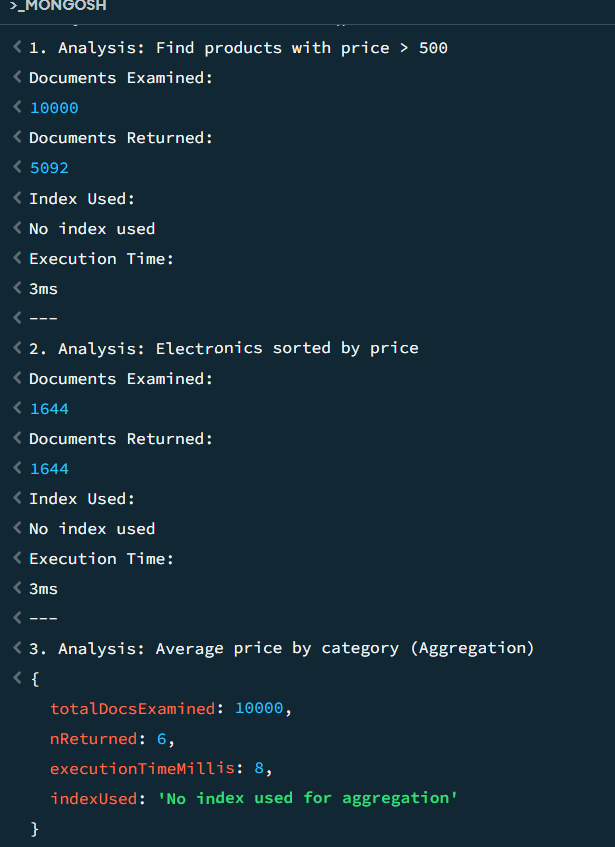 >_MONGOSH
< 1. Analysis: Find products with price > 500
< Documents Examined:
< 10000
< Documents Returned:
< 5092
< Index Used:
< No index used
< Execution Time:
< 3ms
< ---
< 2. Analysis: Electronics sorted by price
< Documents Examined:
< 1644
< Documents Returned:
< 1644
< Index Used:
< No index used
< Execution Time:
< 3ms
< ---
< 3. Analysis: Average price by category (Aggregation)
< {
totalDocsExamined: 10000,
nReturned: 6,
executionTimeMillis: 8,
indexUsed: 'No index used for aggregation'
}